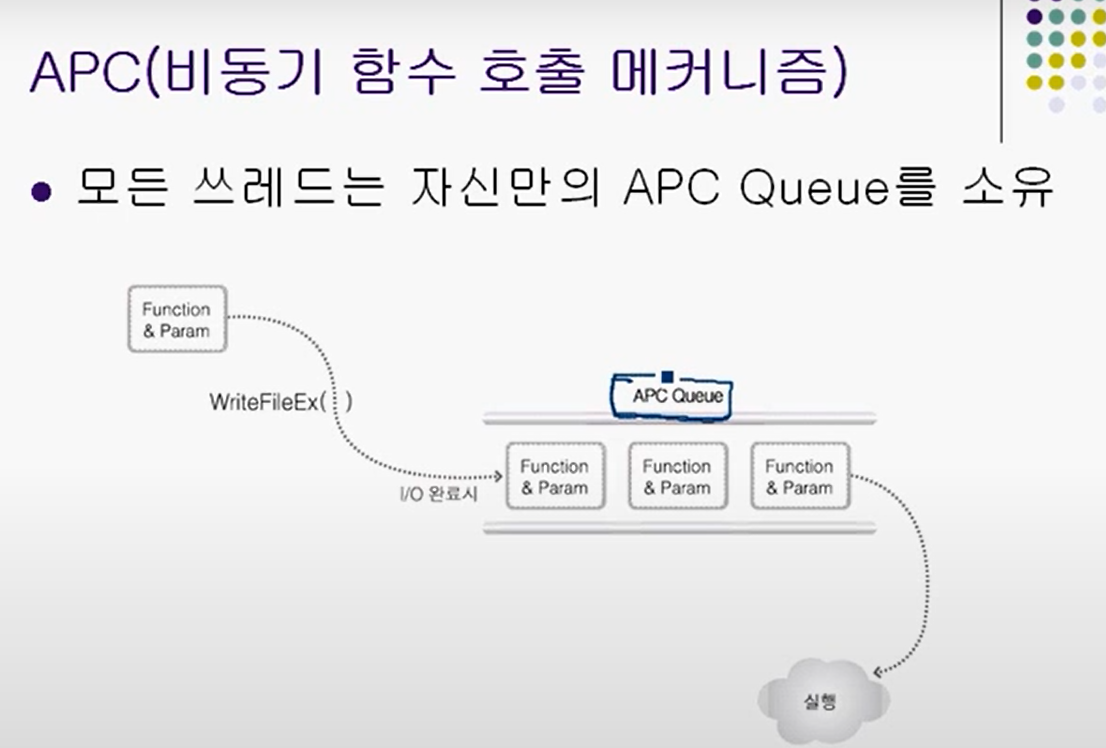 APC(비동기 함수 호출 메커니즘)
● 모든 쓰레드는 자신만의 APC Queue를 소유
Function
& Param
WriteFileEx( )
I/O 완료시
APC Queue
Function
& Param
Function
& Param
Function
& Param
실행